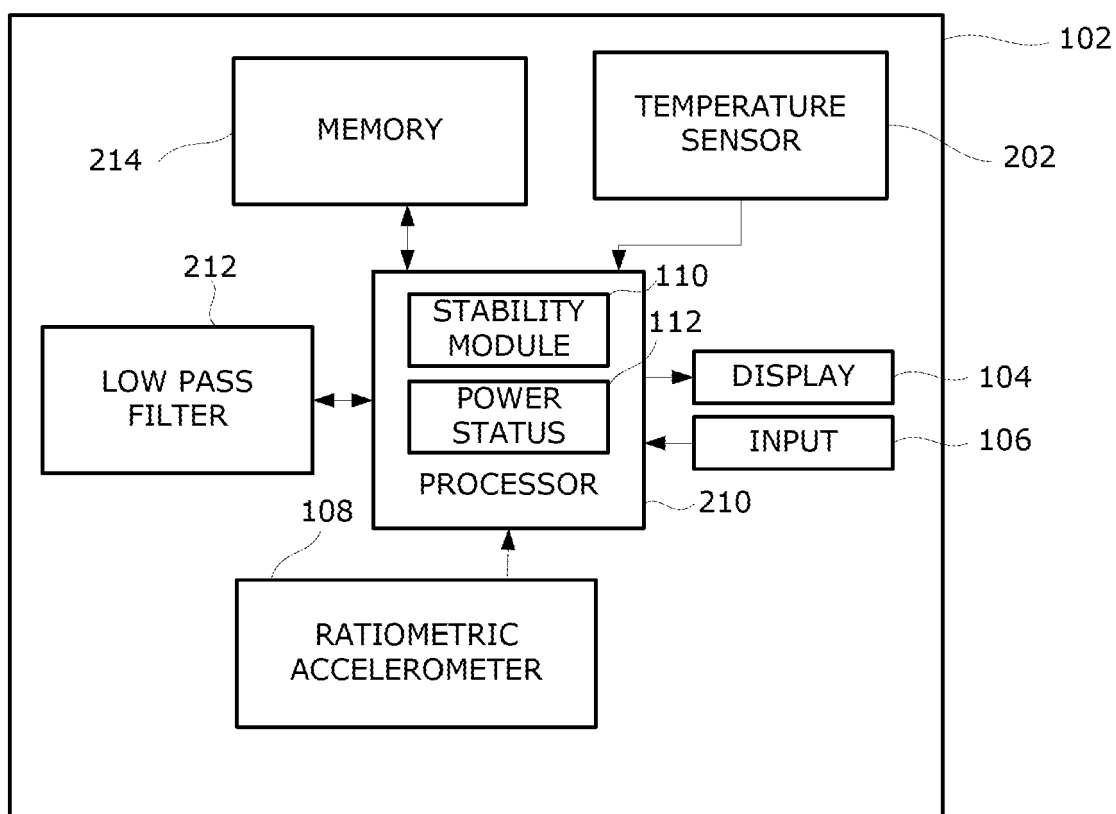 102
MEMORY
TEMPERATURE
SENSOR
214
202
212
110
STABILITY
MODULE
112
LOW PASS
FILTER
POWER
STATUS
DISPLAY
104
INPUT
106
PROCESSOR
108
210
RATIOMETRIC
ACCELEROMETER